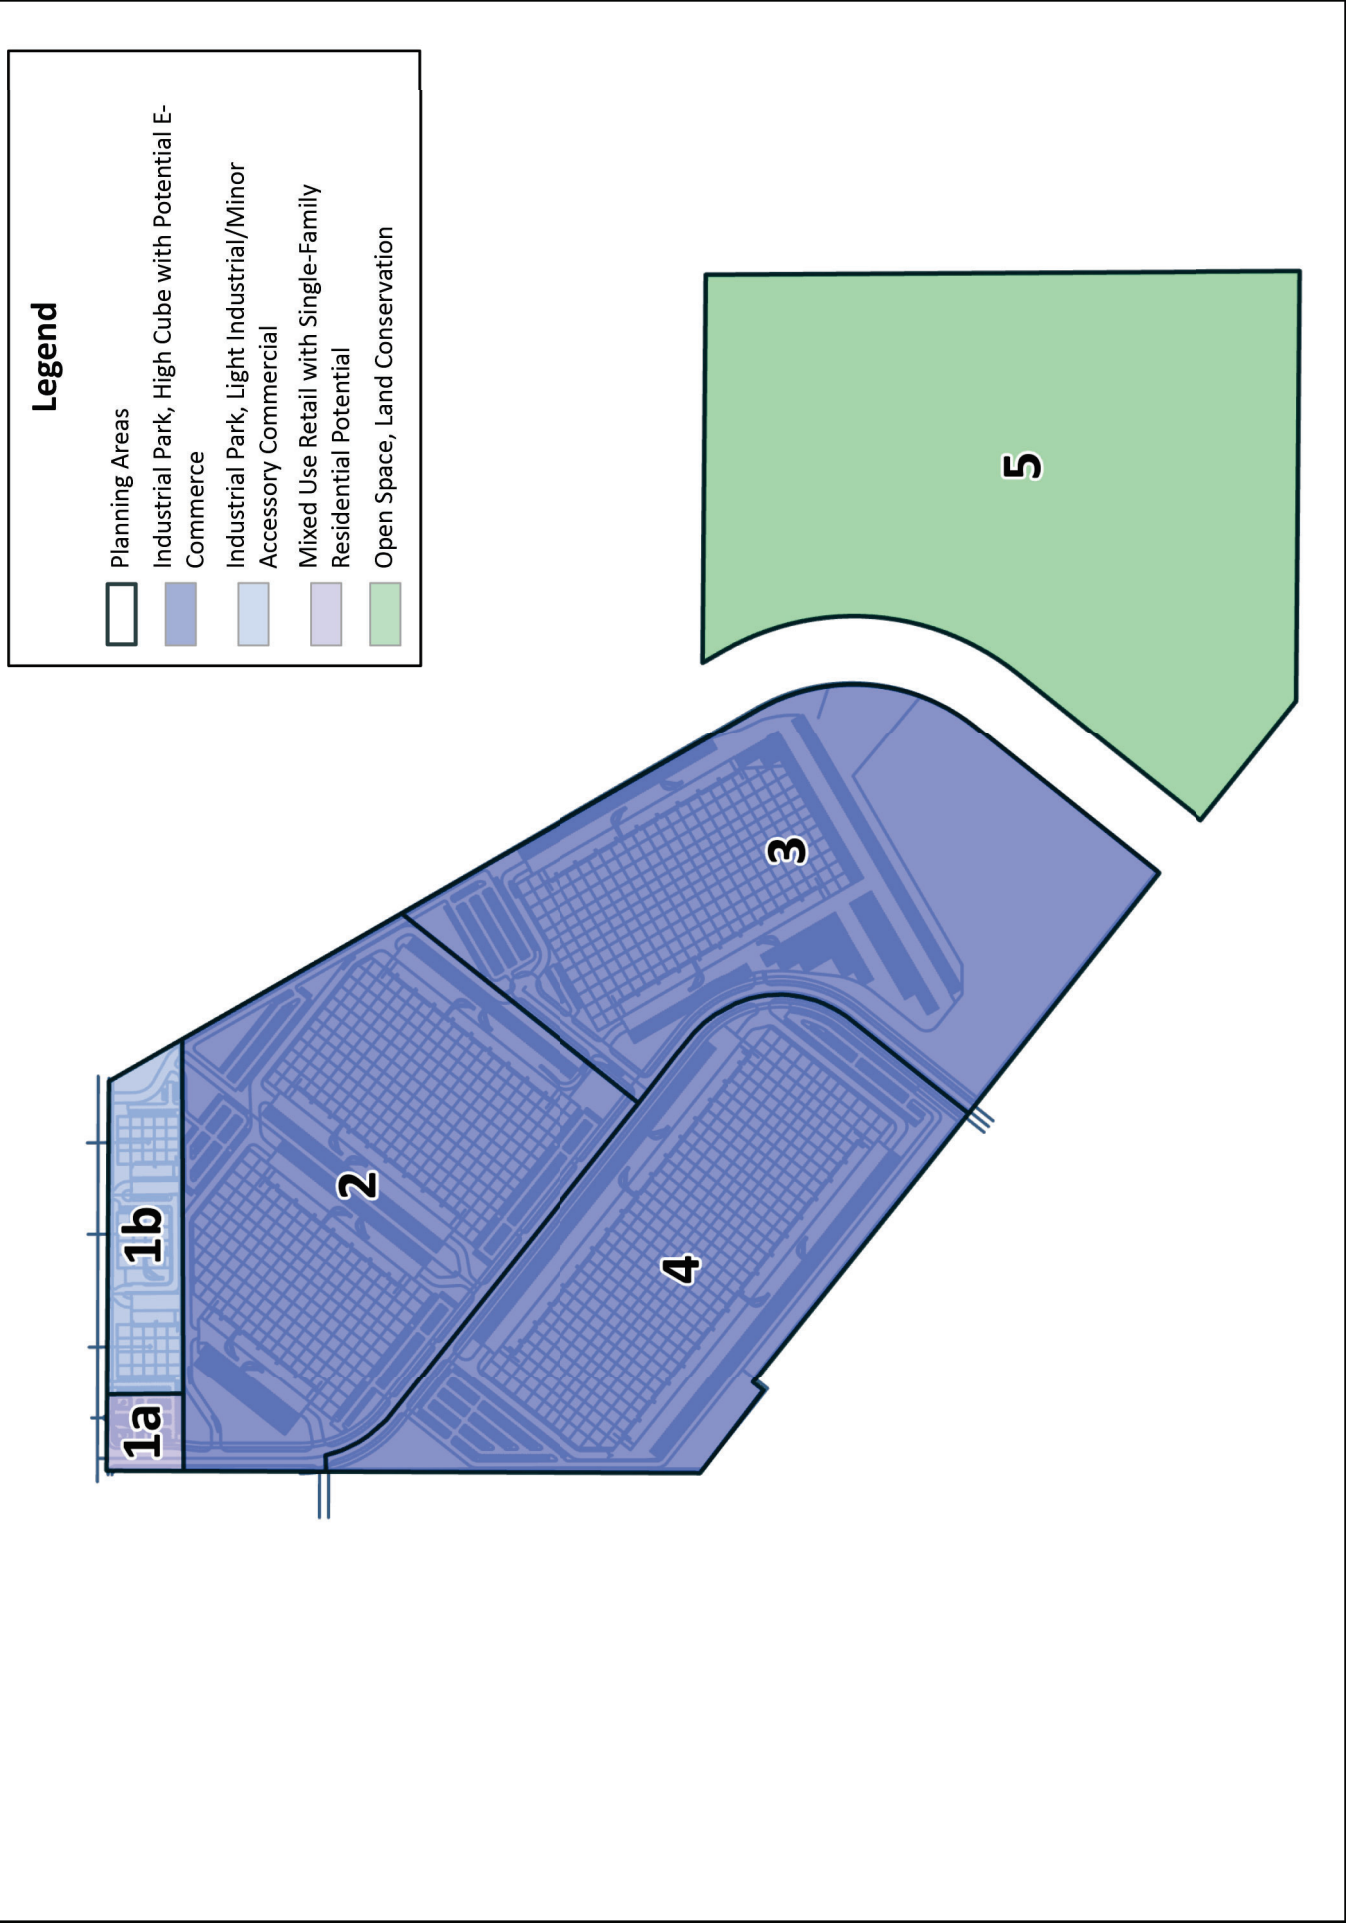 Legend
Planning Areas
Industrial Park, High Cube with Potential E-
Commerce
Industrial Park, Light Industrial/Minor
Accessory Commercial
Mixed Use Retail with Single-Family
Residential Potential
Open Space, Land Conservation
1a
1b
2
3
4
5